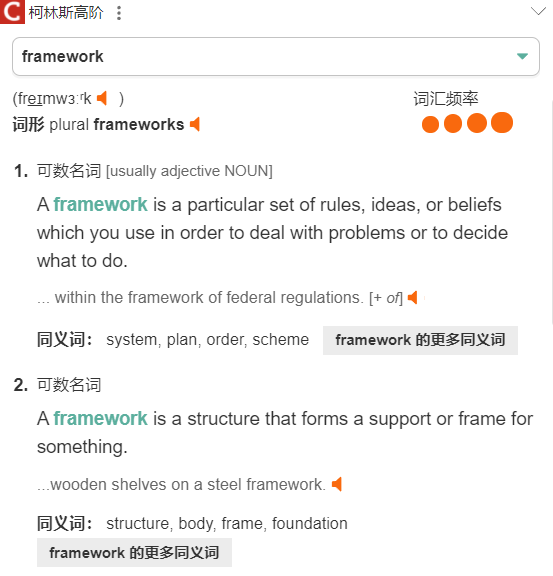 C 柯林斯高阶
framework
(freɪmwɜːʳk )
词汇频率
词形 plural frameworks
1. 可数名词 [usually adjective NOUN]
A framework is a particular set of rules, ideas, or beliefs
which you use in order to deal with problems or to decide
what to do.
... within the framework of federal regulations. [+ of]
同义词： system, plan, order, scheme framework 的更多同义词
2. 可数名词
A framework is a structure that forms a support or frame for
something.
...wooden shelves on a steel framework.
同义词： structure, body, frame, foundation
framework 的更多同义词